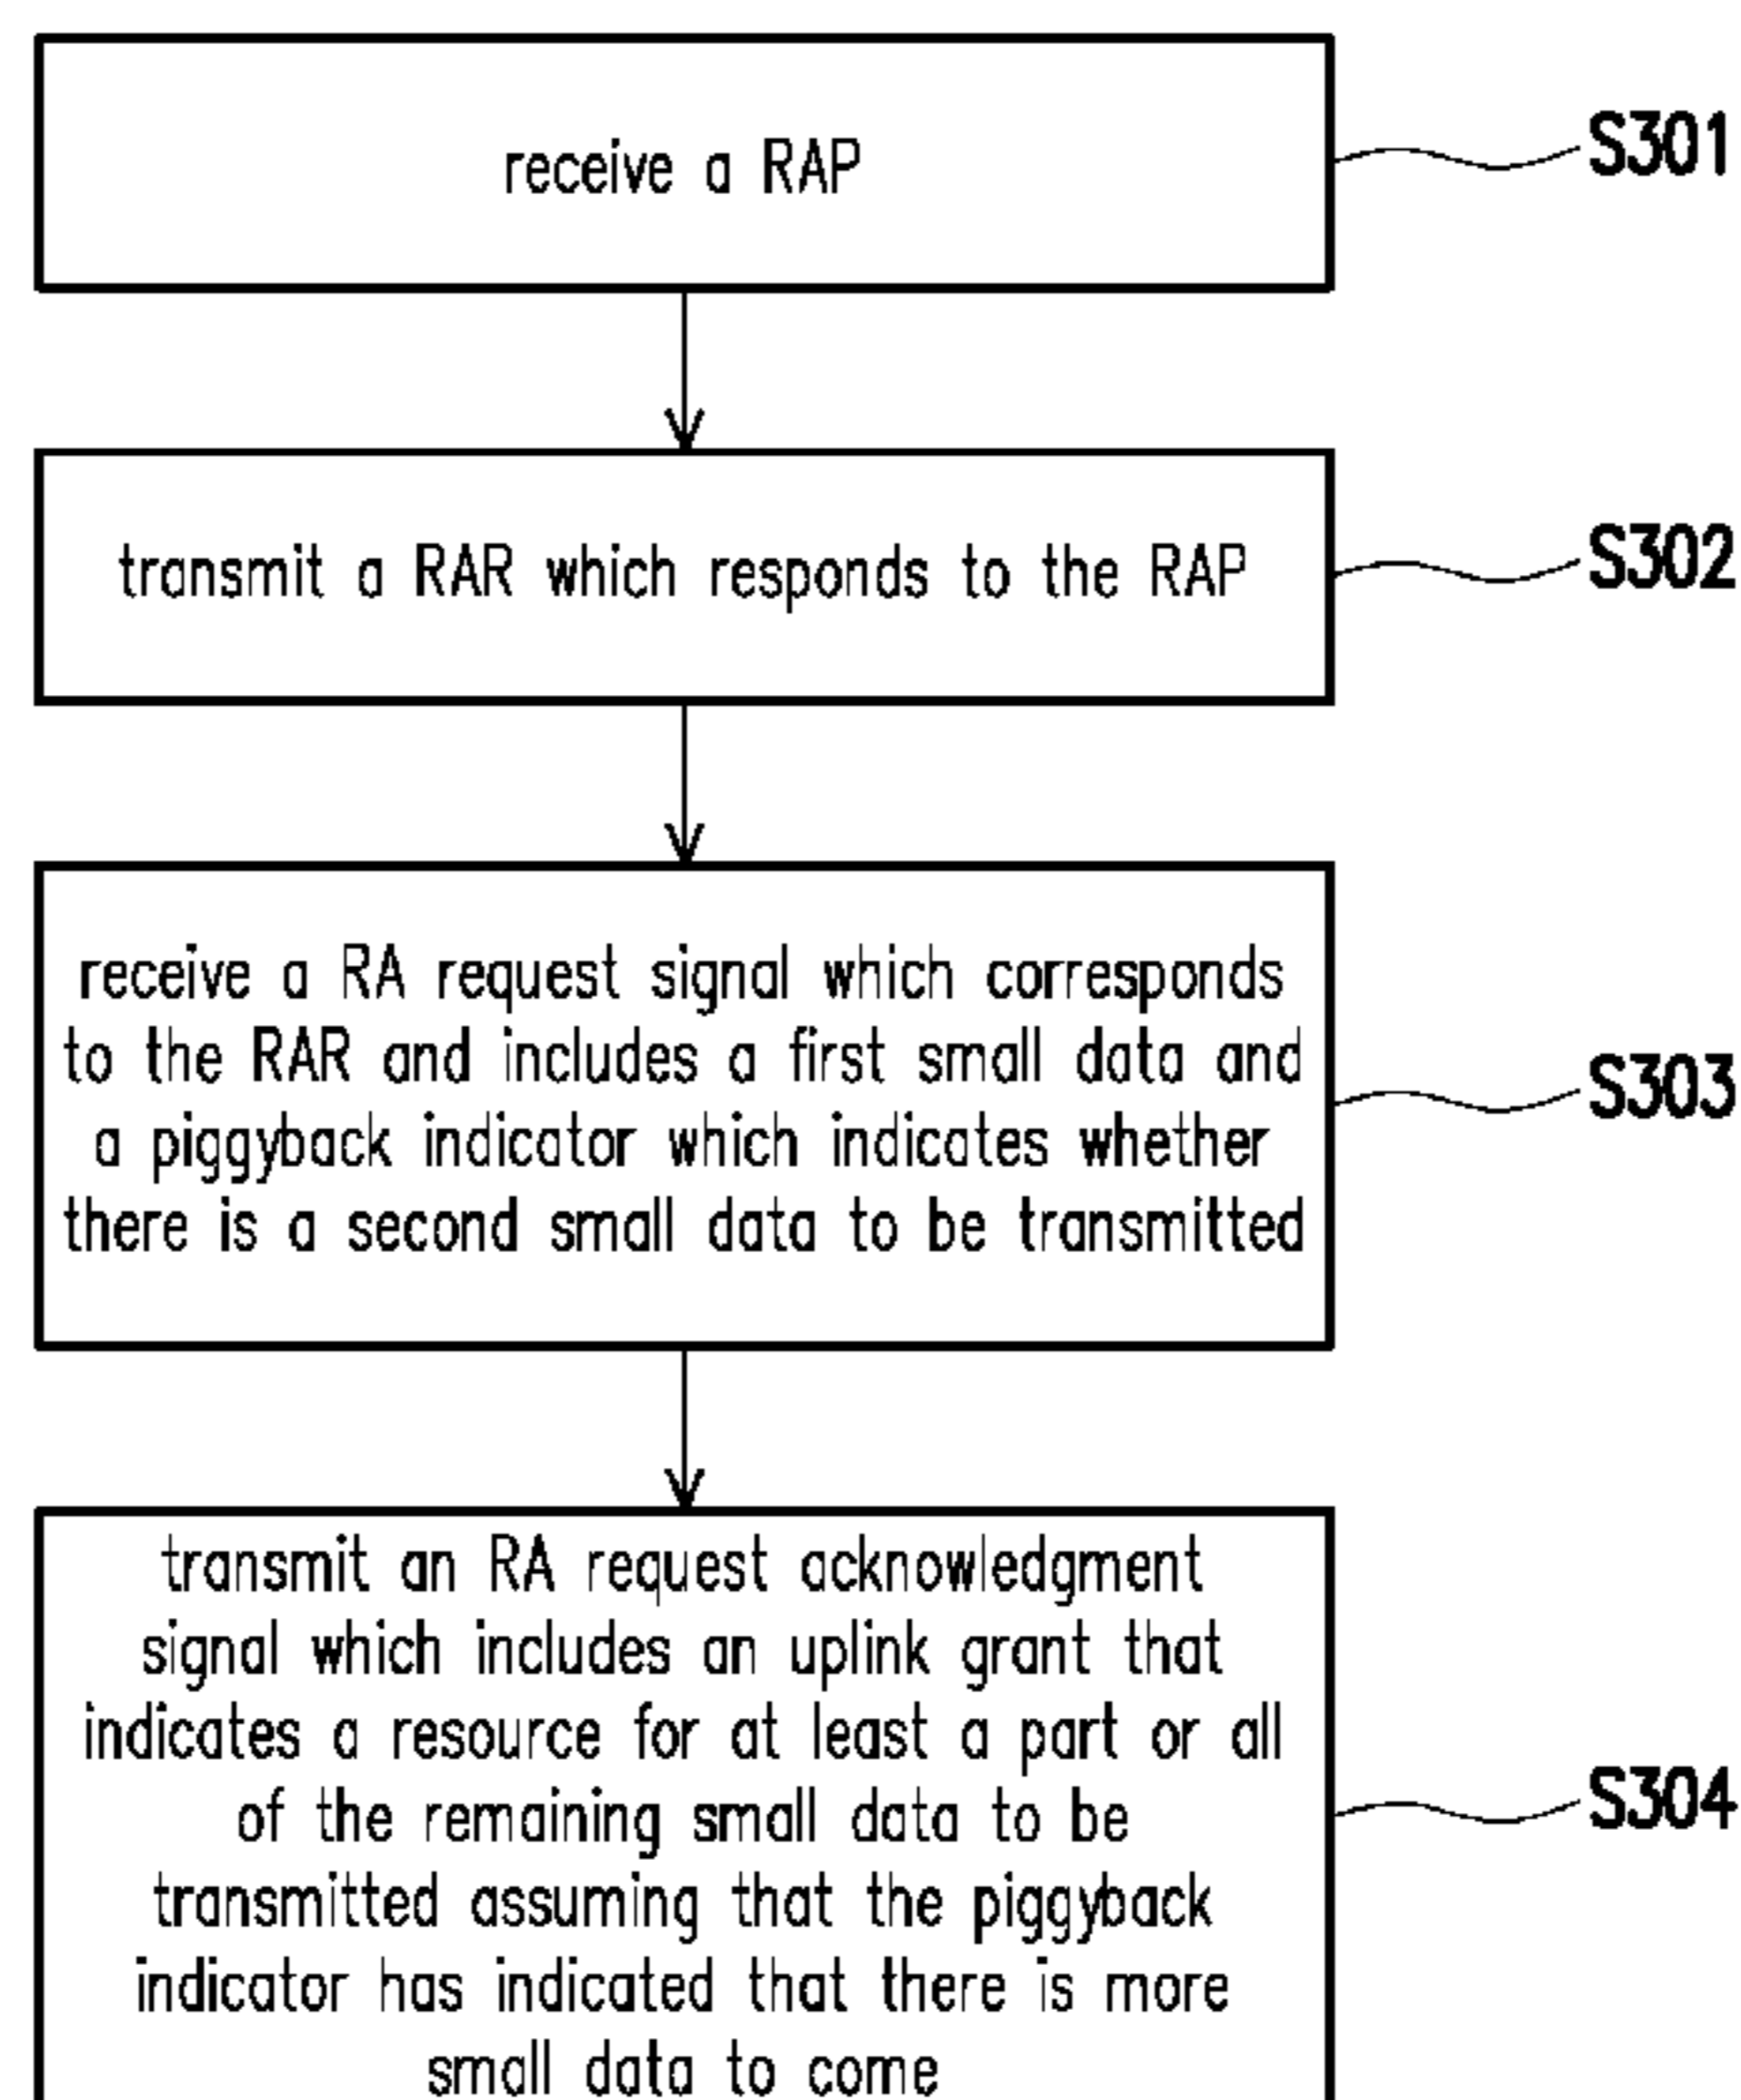 receive a RAP
S301
transmit a RAR which responds to the RAP
S302
receive a RA request signal which corresponds
to the RAR and includes a first small data and
a piggyback indicator which indicates whether
there is a second small data to be transmitted
S303
transmit an RA request acknowledgment
signal which includes an uplink grant that
indicates a resource for at least a part or all
of the remaining small data to be
transmitted assuming that the piggyback
indicator has indicated that there is more
small data to come
S304